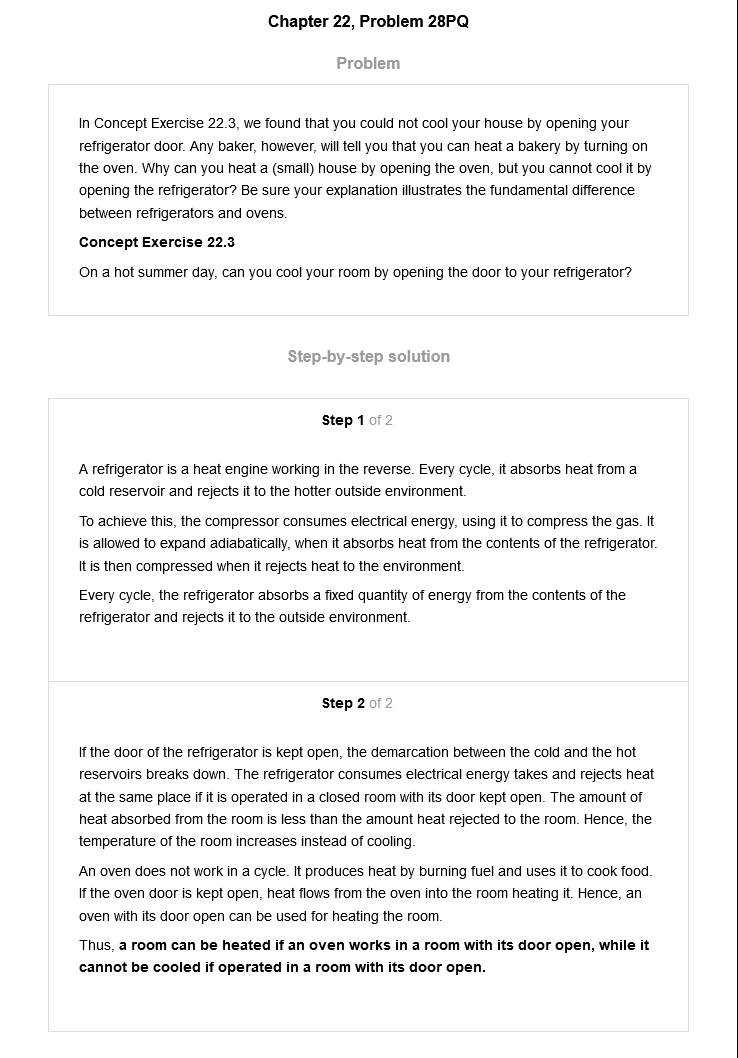 Chapter 22, Problem 28PQ
Problem
In Concept Exercise 22.3, we found that you could not cool your house by opening your
refrigerator door. Any baker, however, will tell you that you can heat a bakery by turning on
the oven. Why can you heat a (small) house by opening the oven, but you cannot cool it by
opening the refrigerator? Be sure your explanation illustrates the fundamental difference
between refrigerators and ovens.
Concept Exercise 22.3
On a hot summer day, can you cool your room by opening the door to your refrigerator?
Step-by-step solution
Step 1 of 2
A refrigerator is a heat engine working in the reverse. Every cycle, it absorbs heat from a
cold reservoir and rejects it to the hotter outside environment.
To achieve this, the compressor consumes electrical energy, using it to compress the gas. It
is allowed to expand adiabatically, when it absorbs heat from the contents of the refrigerator.
It is then compressed when it rejects heat to the environment.
Every cycle, the refrigerator absorbs a fixed quantity of energy from the contents of the
refrigerator and rejects it to the outside environment.
Step 2 of 2
If the door of the refrigerator is kept open, the demarcation between the cold and the hot
reservoirs breaks down. The refrigerator consumes electrical energy takes and rejects heat
at the same place if it is operated in a closed room with its door kept open. The amount of
heat absorbed from the room is less than the amount heat rejected to the room. Hence, the
temperature of the room increases instead of cooling.
An oven does not work in a cycle. It produces heat by burning fuel and uses it to cook food.
If the oven door is kept open, heat flows from the oven into the room heating it. Hence, an
oven with its door open can be used for heating the room.
Thus, a room can be heated if an oven works in a room with its door open, while it
cannot be cooled if operated in a room with its door open.